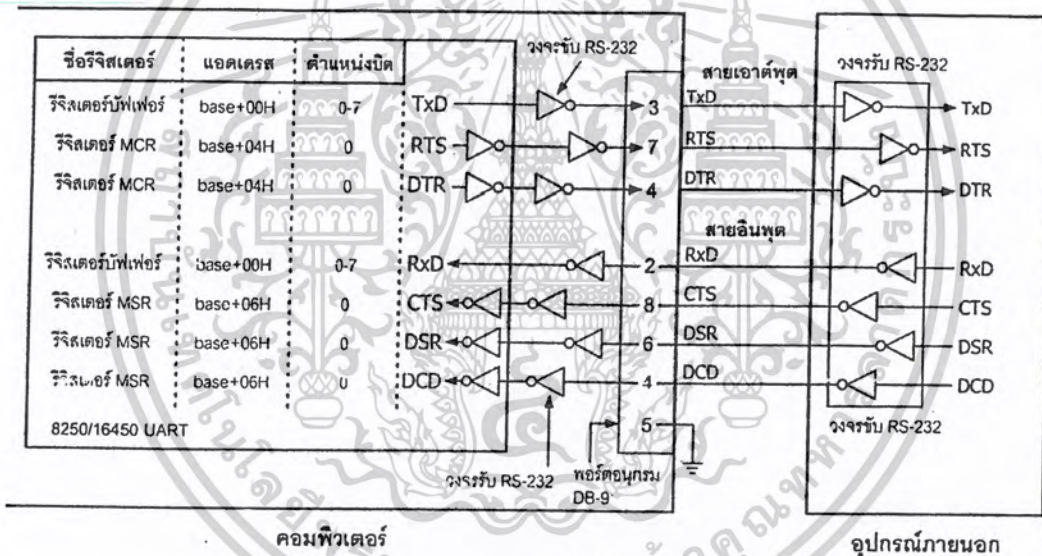 วงจรขับ RS-232
ชื่อรีจิสเตอร์ แอดเดรส ตำแหน่งบิต
สายเอาต์พุต
วงจรรับ RS-232
รีจิสเตอร์บัฟเฟอร์ base+00H 0-7 TxD 3 TxD TxD
รีจิสเตอร์ MCR base+04H 0 RTS 7 RTS RTS
รีจิสเตอร์ MCR base+04H 0 DTR 4 DTR DTR
สายอินพุต
รีจิสเตอร์บัฟเฟอร์ base+00H 0-7 RxD 2 RxD RxD
รีจิสเตอร์ MSR base+06H 0 CTS 8 CTS CTS
รีจิสเตอร์ MSR base+06H 0 DSR 6 DSR DSR
รีจิสเตอร์ MSR base+06H 0 DCD 4 DCD DCD
8250/16450 UART
5
วงจรขับ RS-232
วงจรรับ RS-232
พอร์ตอนุกรม
DB-9
คอมพิวเตอร์
อุปกรณ์ภายนอก